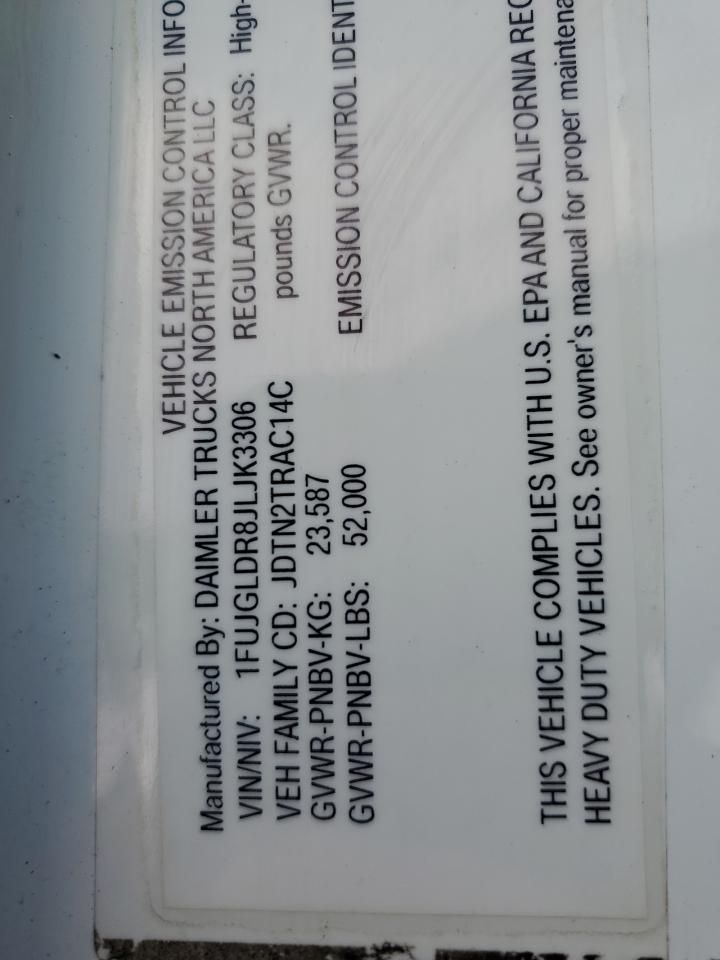 VEHICLE EMISSION CONTROL INFO
Manufactured By: DAIMLER TRUCKS NORTH AMERICA LLC
VIN/NIV: 1FUJGLDR8JLJK3306 REGULATORY CLASS: High-
VEH FAMILY CD: JDTN2TRAC14C pounds GVWR.
GVWR-PNBV-KG: 23,587
GVWR-PNBV-LBS: 52,000 EMISSION CONTROL IDENT
THIS VEHICLE COMPLIES WITH U.S. EPA AND CALIFORNIA REG
HEAVY DUTY VEHICLES. See owner's manual for proper maintena